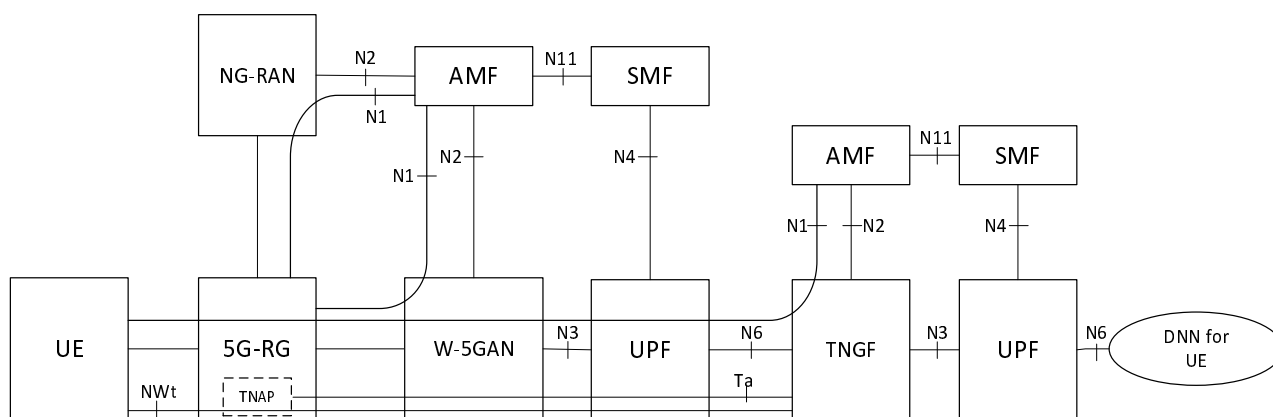 NG-RAN
N2
AMF
N11
SMF
N1
N1
N2
N4
AMF
N11
SMF
N1
N2
N4
UE
5G-RG
W-5GAN
N3
UPF
N6
TNGF
N3
UPF
N6
DNN for
UE
NWt
TNAP
Ta